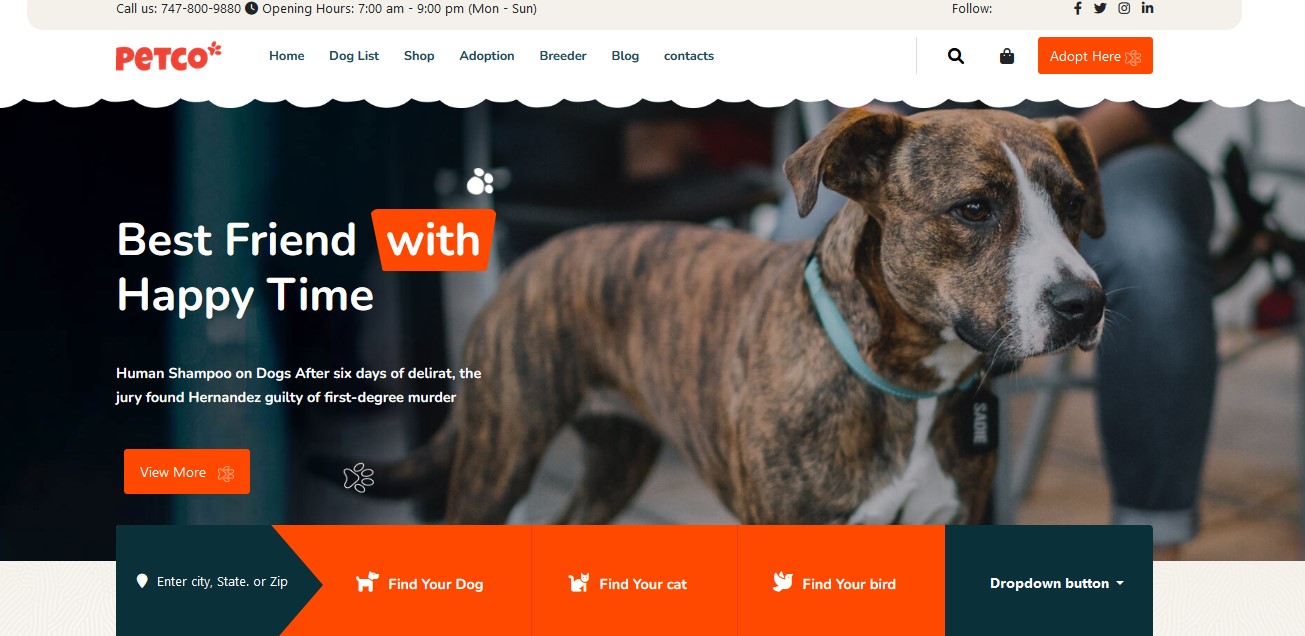 Call us: 747-800-9880 Opening Hours: 7:00 am - 9:00 pm (Mon - Sun)
Follow:
PETCO
Home Dog List Shop Adoption Breeder Blog contacts
Adopt Here
Best Friend with
Happy Time
Human Shampoo on Dogs After six days of delirat, the
jury found Hernandez guilty of first-degree murder
SADIE
View More
Enter city, State. or Zip
Find Your Dog
Find Your cat
Find Your bird
Dropdown button